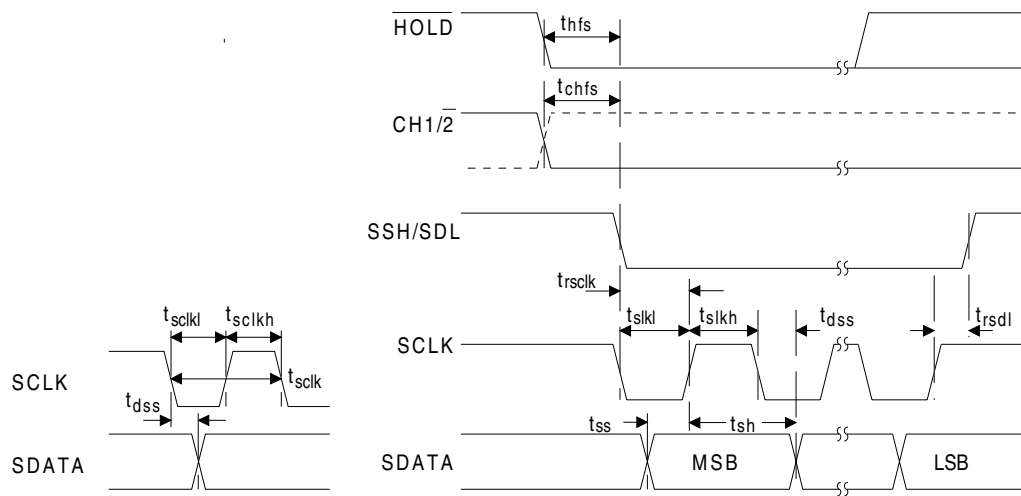 HOLD
thfs
tchfs
CH1/2
SSH/SDL
trsclk
tslkl
tslkh
tdss
trsdl
SCLK
tss
tsh
SDATA
MSB
LSB
tsclkl
tsclkh
SCLK
tsclk
tdss
SDATA